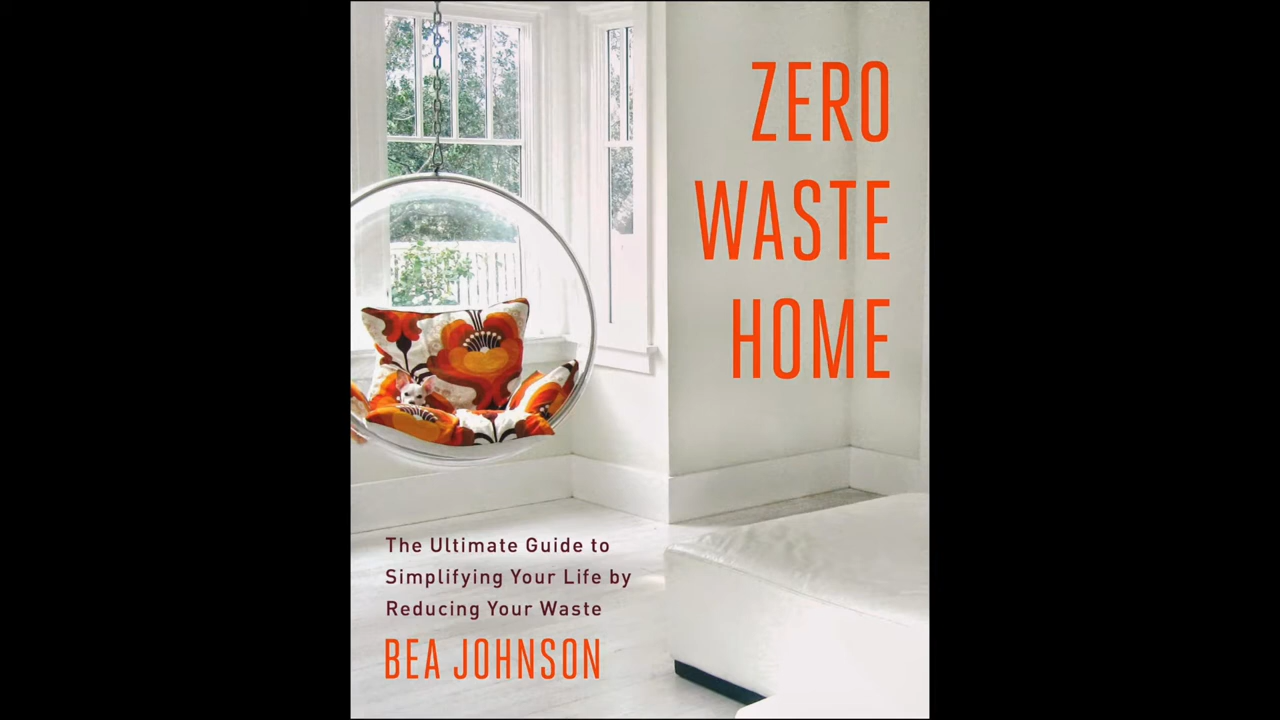 ZERO
WASTE
HOME
The Ultimate Guide to
Simplifying Your Life by
Reducing Your Waste
BEA JOHNSON